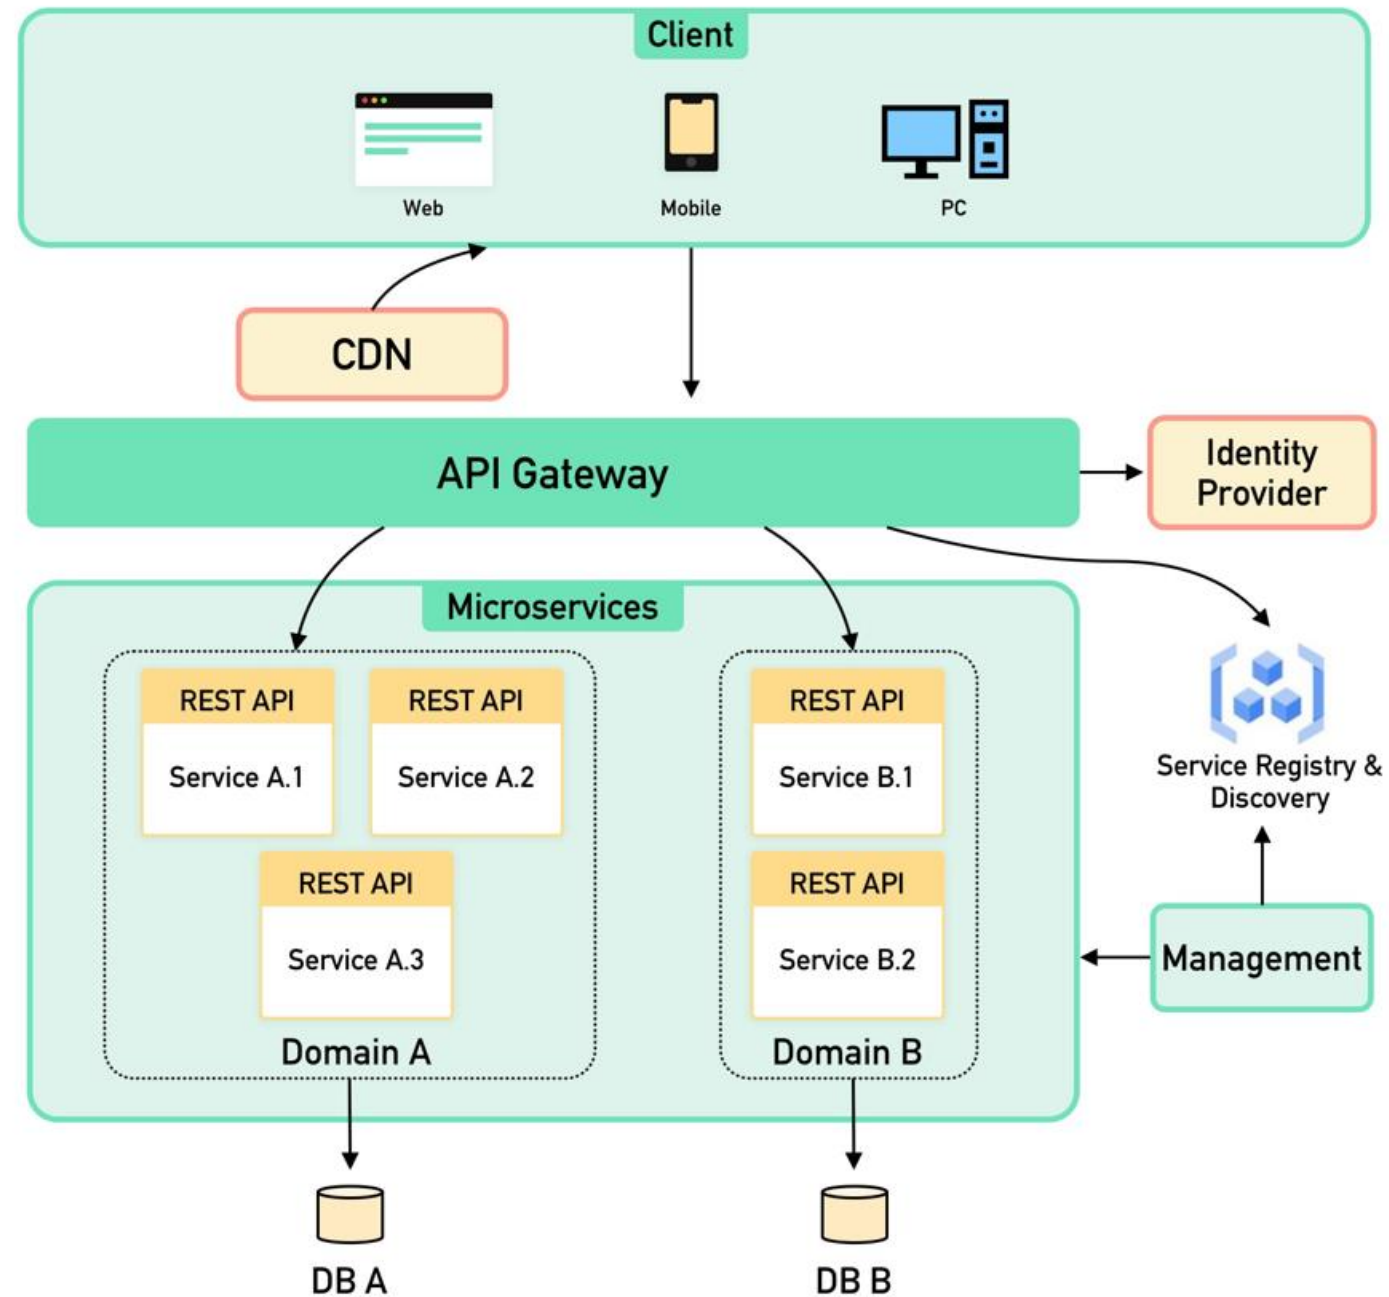 Client
Web
Mobile
PC
CDN
API Gateway
Identity
Provider
Microservices
REST API
Service A.1
REST API
Service A.2
REST API
Service A.3
Domain A
REST API
Service B.1
REST API
Service B.2
Domain B
Service Registry &
Discovery
Management
DB A
DB B